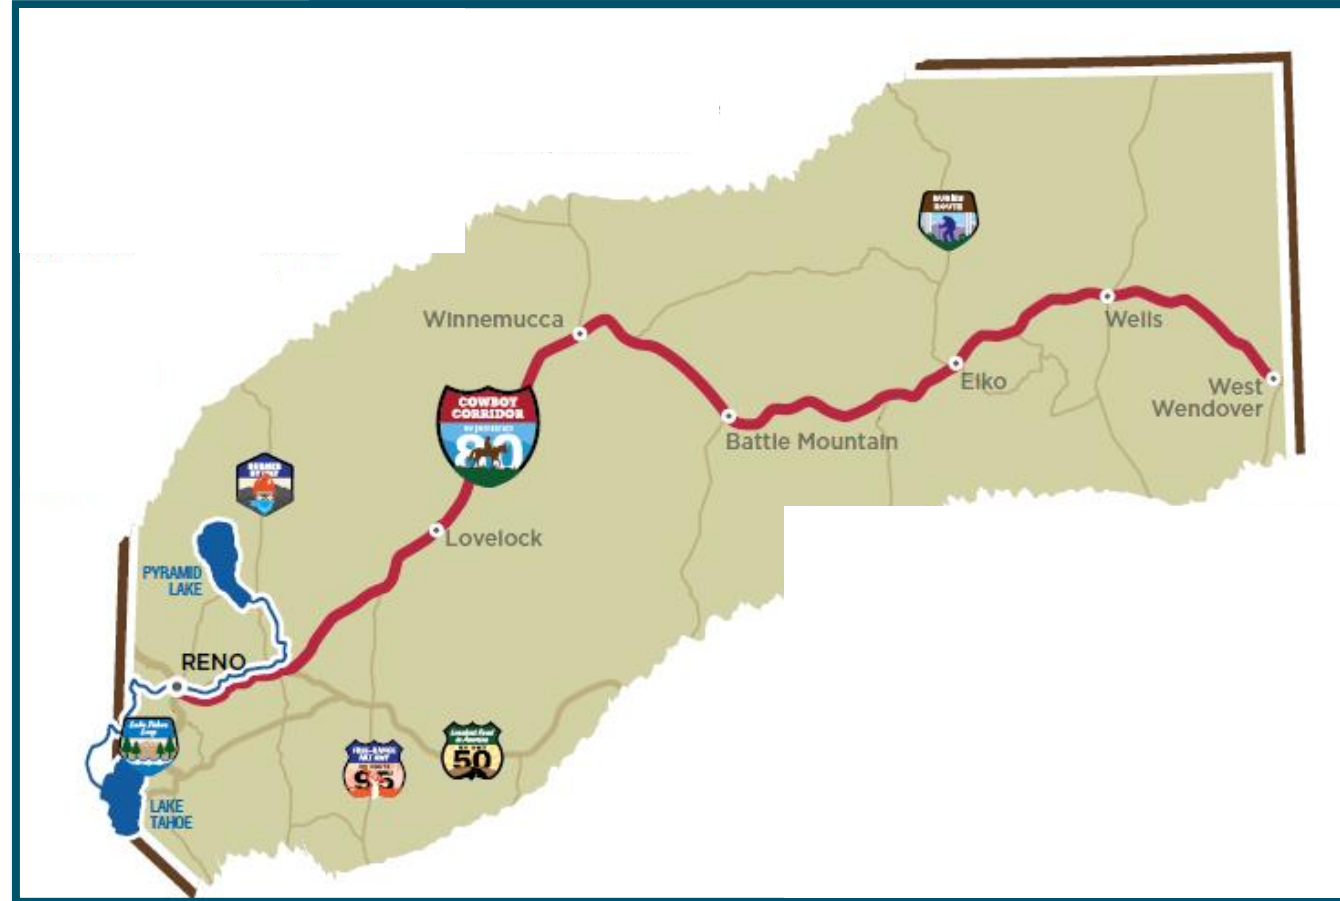 Winnemucca
Wells
Elko
West
Wendover
COWBOY
CORRIDOR
80
Battle Mountain
Lovelock
PYRAMID
LAKE
RENO
95
50
LAKE
TAHOE